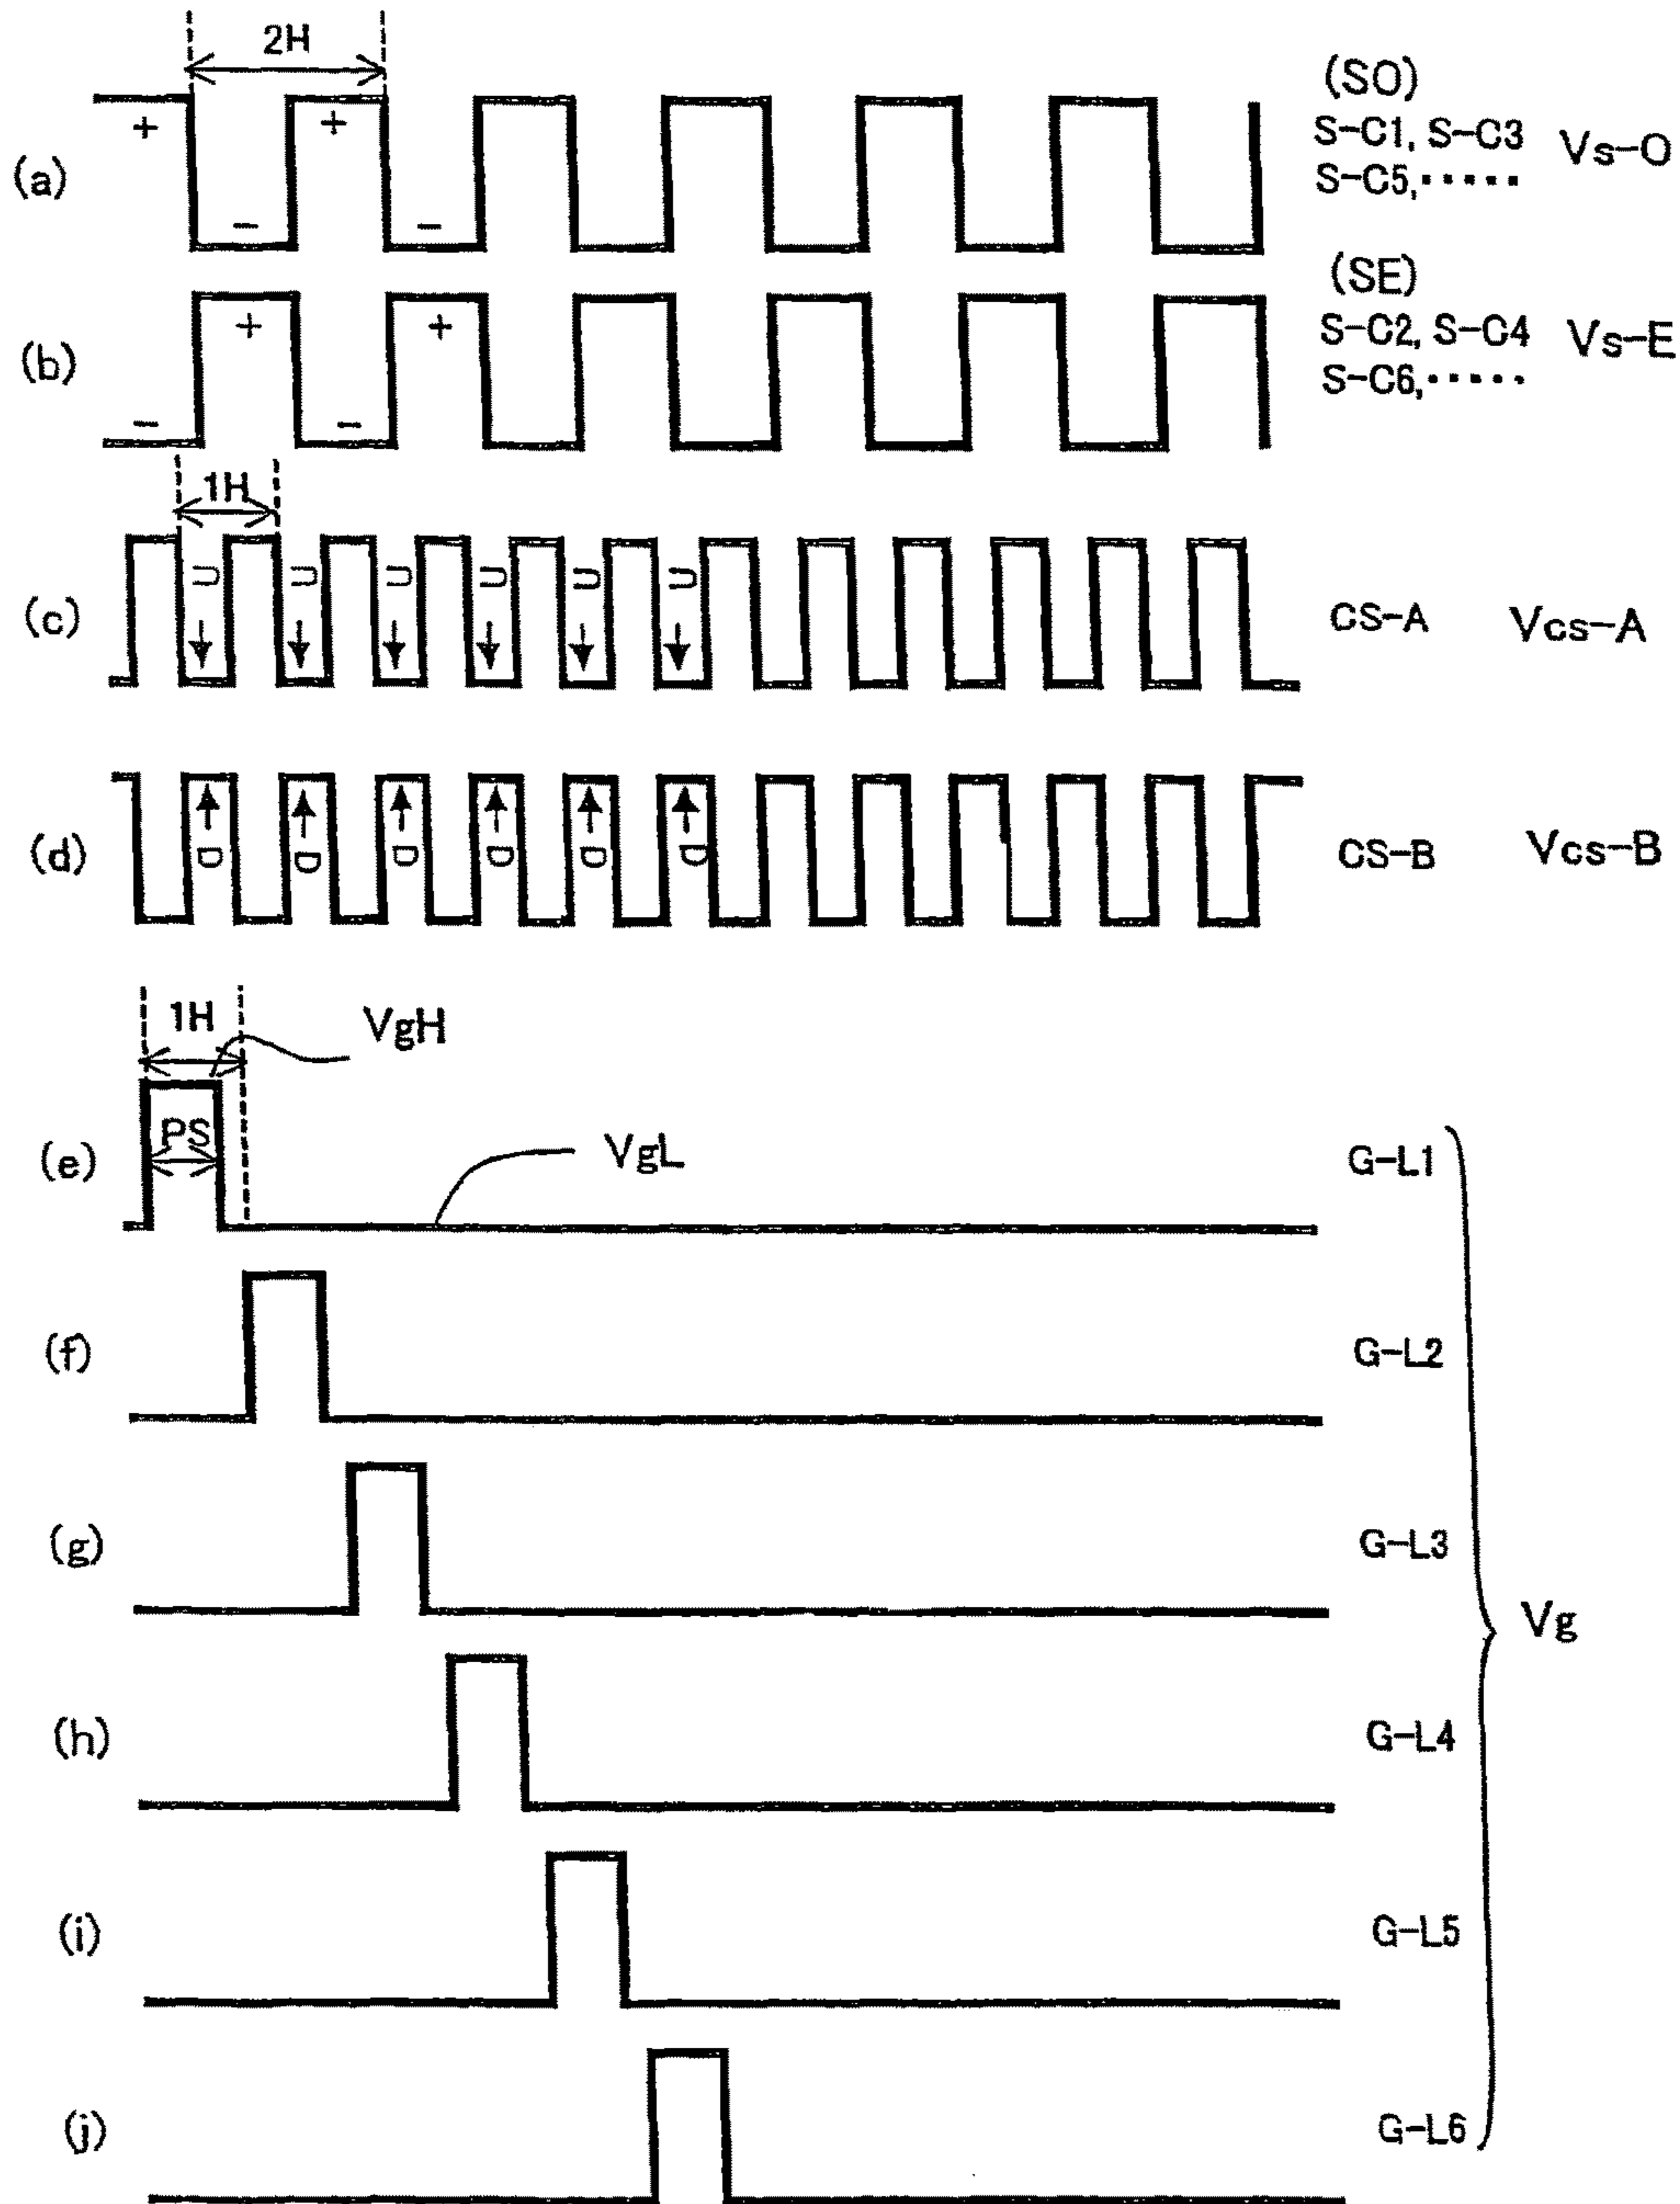 2H
+ +
- -
(a)
(SO)
S-C1, S-C3
S-C5,·····
Vs-O
+ +
- -
(b)
(SE)
S-C2, S-C4
S-C6,·····
Vs-E
1H
U U U U U U
(c)
CS-A
Vcs-A
D D D D D D
(d)
CS-B
Vcs-B
1H
VgH
PS
VgL
(e)
G-L1
(f)
G-L2
(g)
G-L3
Vg
(h)
G-L4
(i)
G-L5
(j)
G-L6